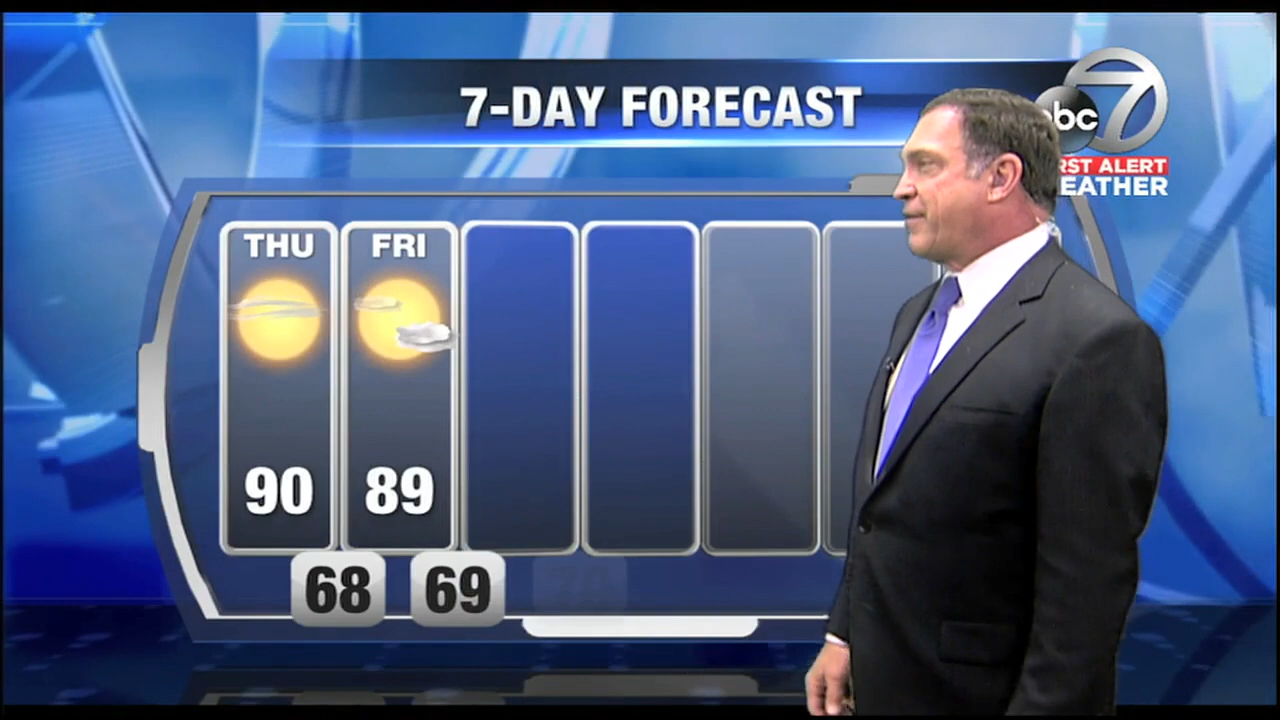 7-DAY FORECAST
abc 7
RST ALERT
EATHER
THU FRI
90 89
68 69